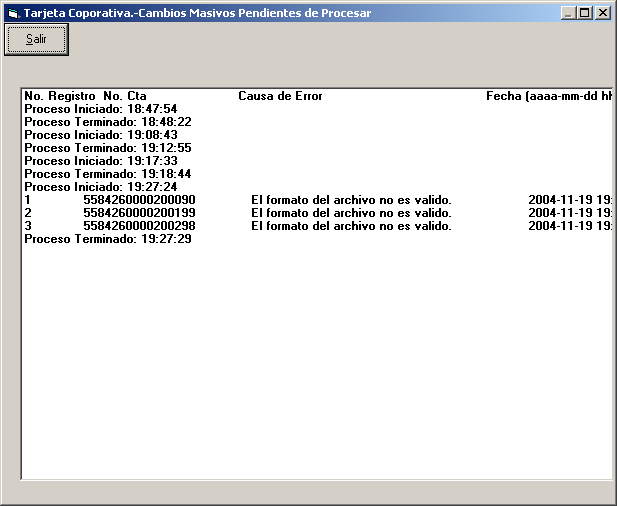 Tarjeta Coporativa.-Cambios Masivos Pendientes de Procesar
Salir
No. Registro No. Cta Causa de Error Fecha (aaaa-mm-dd hh
Proceso Iniciado: 18:47:54
Proceso Terminado: 18:48:22
Proceso Iniciado: 19:08:43
Proceso Terminado: 19:12:55
Proceso Iniciado: 19:17:33
Proceso Terminado: 19:18:44
Proceso Iniciado: 19:27:24
1 5584260000200090 El formato del archivo no es valido. 2004-11-19 19:
2 5584260000200199 El formato del archivo no es valido. 2004-11-19 19:
3 5584260000200298 El formato del archivo no es valido. 2004-11-19 19:
Proceso Terminado: 19:27:29